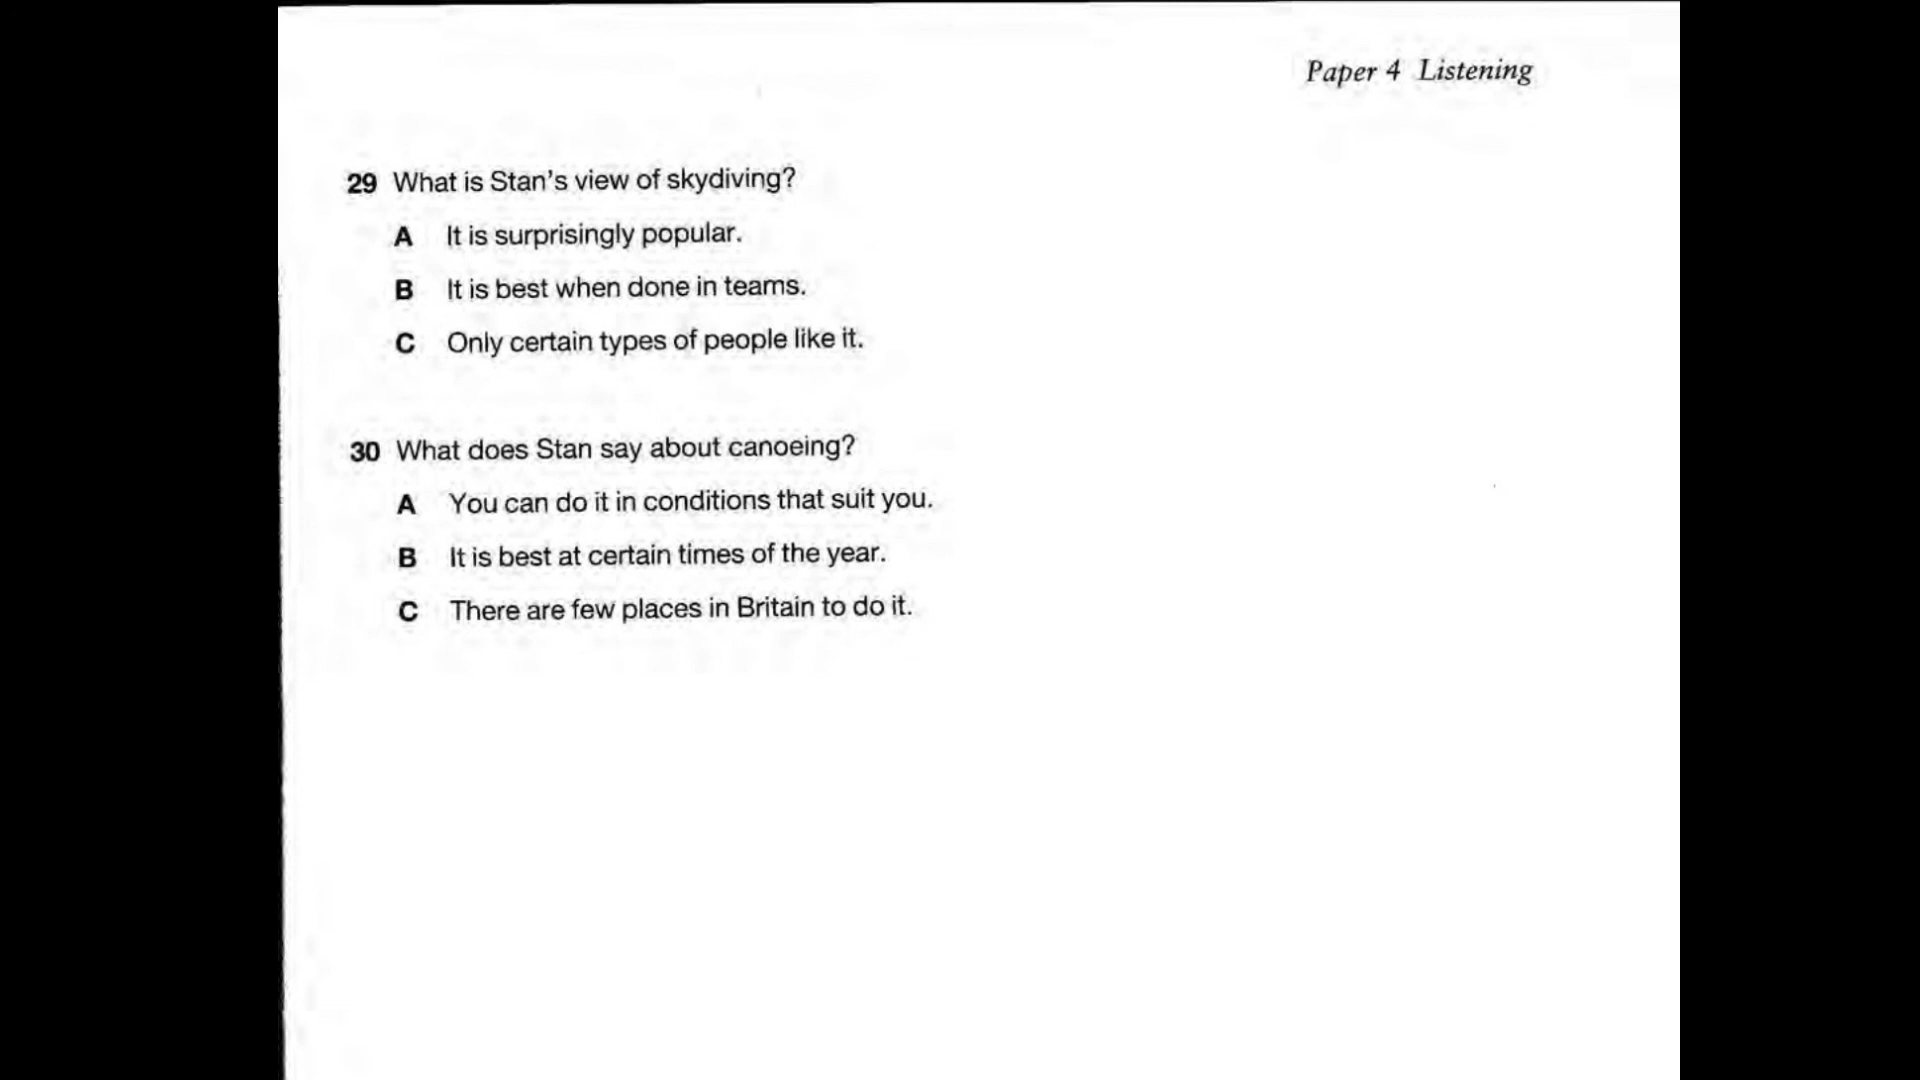 Paper 4 Listening
29 What is Stan's view of skydiving?
A It is surprisingly popular.
B It is best when done in teams.
C Only certain types of people like it.
30 What does Stan say about canoeing?
A You can do it in conditions that suit you.
B It is best at certain times of the year.
C There are few places in Britain to do it.